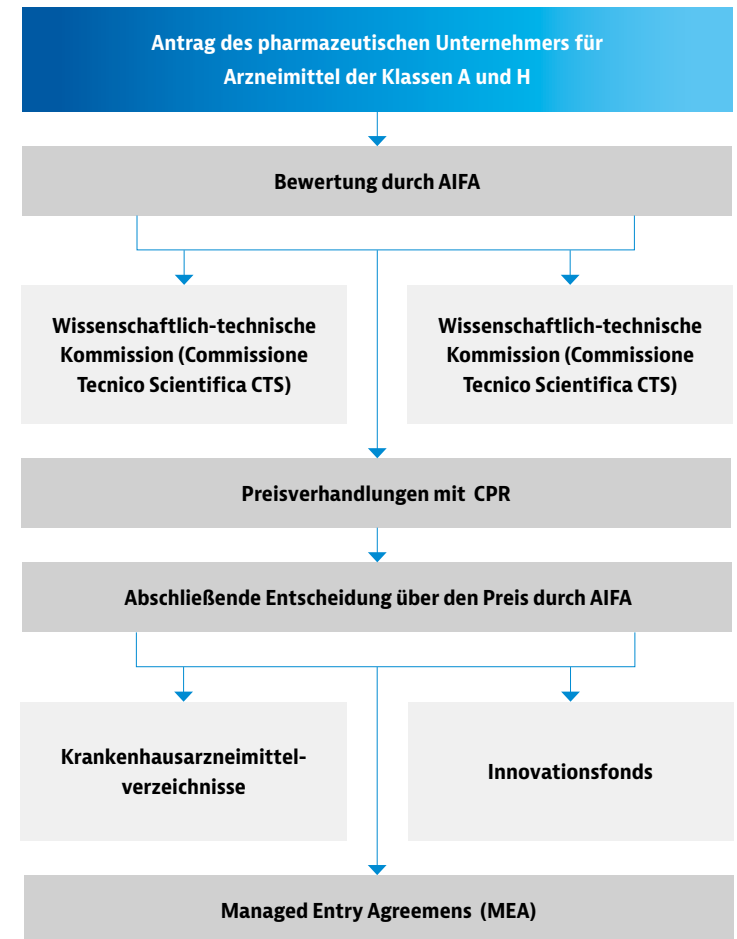 Antrag des pharmazeutischen Unternehmers für
Arzneimittel der Klassen A und H
Bewertung durch AIFA
Wissenschaftlich-technische
Kommission (Commissione
Tecnico Scientifica CTS)
Wissenschaftlich-technische
Kommission (Commissione
Tecnico Scientifica CTS)
Preisverhandlungen mit CPR
Abschließende Entscheidung über den Preis durch AIFA
Krankenhausarzneimittel-
verzeichnisse
Innovationsfonds
Managed Entry Agreemens (MEA)